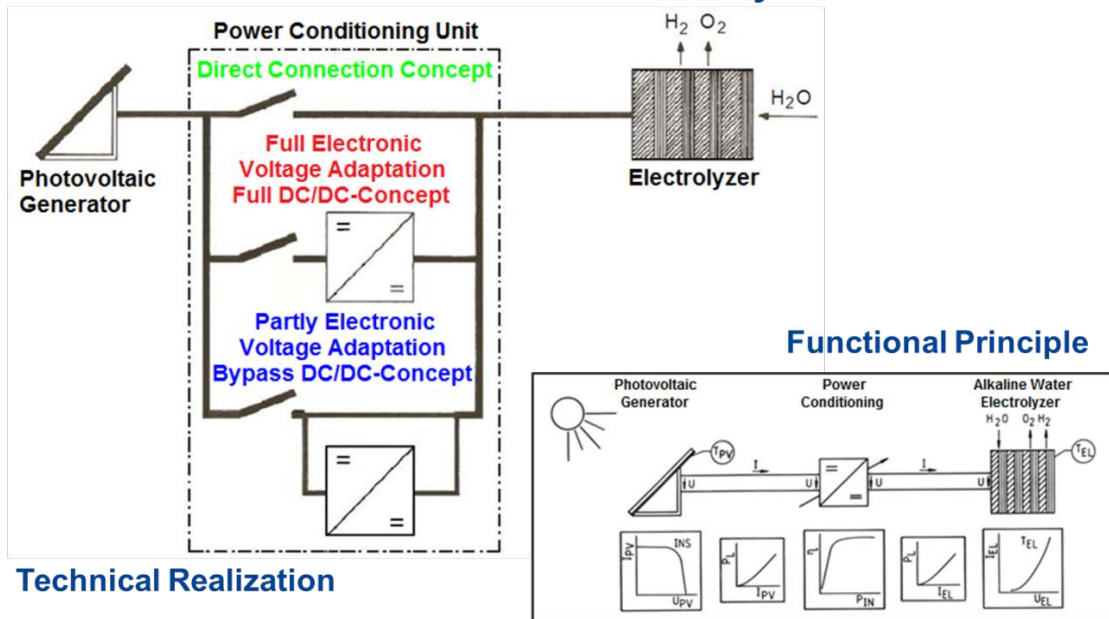 Power Conditioning Unit
H2 O2
Direct Connection Concept
H2O
Photovoltaic
Generator
Full Electronic
Voltage Adaptation
Full DC/DC-Concept
Electrolyzer
=
=
Partly Electronic
Voltage Adaptation
Bypass DC/DC-Concept
=
=
Technical Realization
Functional Principle
Photovoltaic
Generator
Power
Conditioning
Alkaline Water
Electrolyzer
H2O O2 H2
TPV
TEL
I
I
U
U
U
U
=
=
IPV
INS
UPV
PL
IPV
η
PIN
PL
IEL
IEL
TEL
UEL